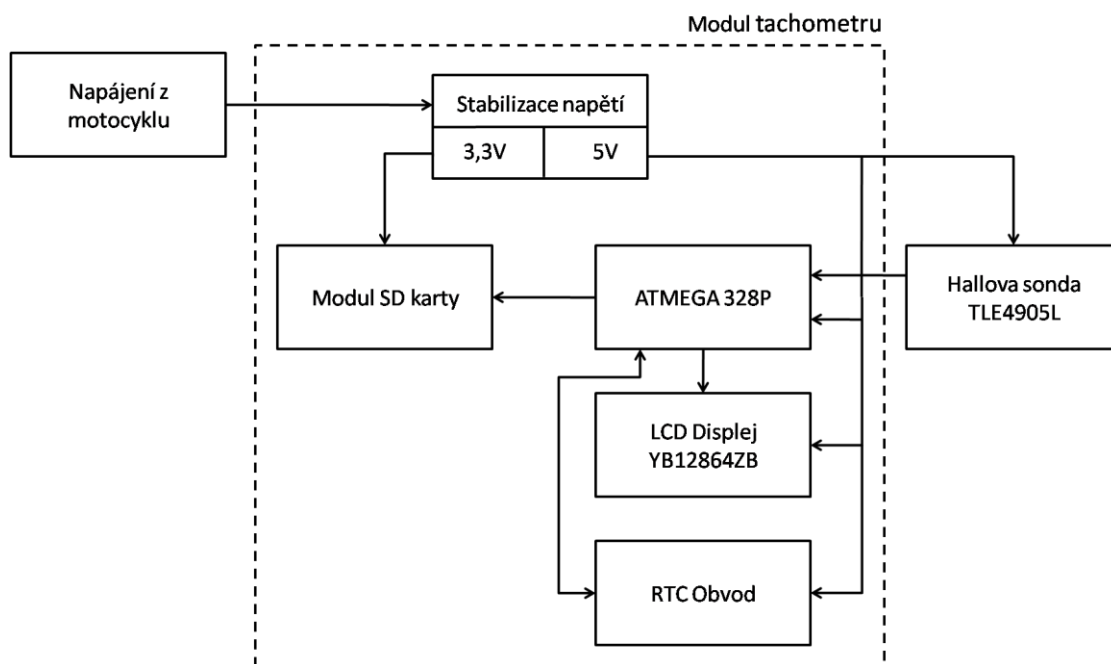 Modul tachometru
Napájení z
motocyklu
Stabilizace napětí
3,3V
5V
Modul SD karty
ATMEGA 328P
Hallova sonda
TLE4905L
LCD Displej
YB12864ZB
RTC Obvod